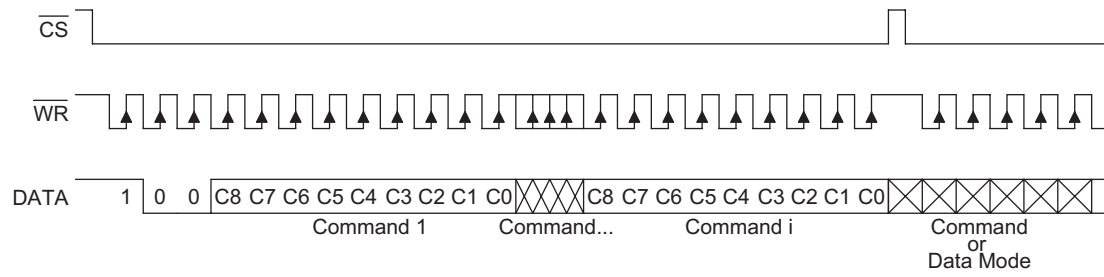 CS
WR
DATA 1 0 0 C8 C7 C6 C5 C4 C3 C2 C1 C0 C8 C7 C6 C5 C4 C3 C2 C1 C0
Command 1 Command... Command i Command
or
Data Mode